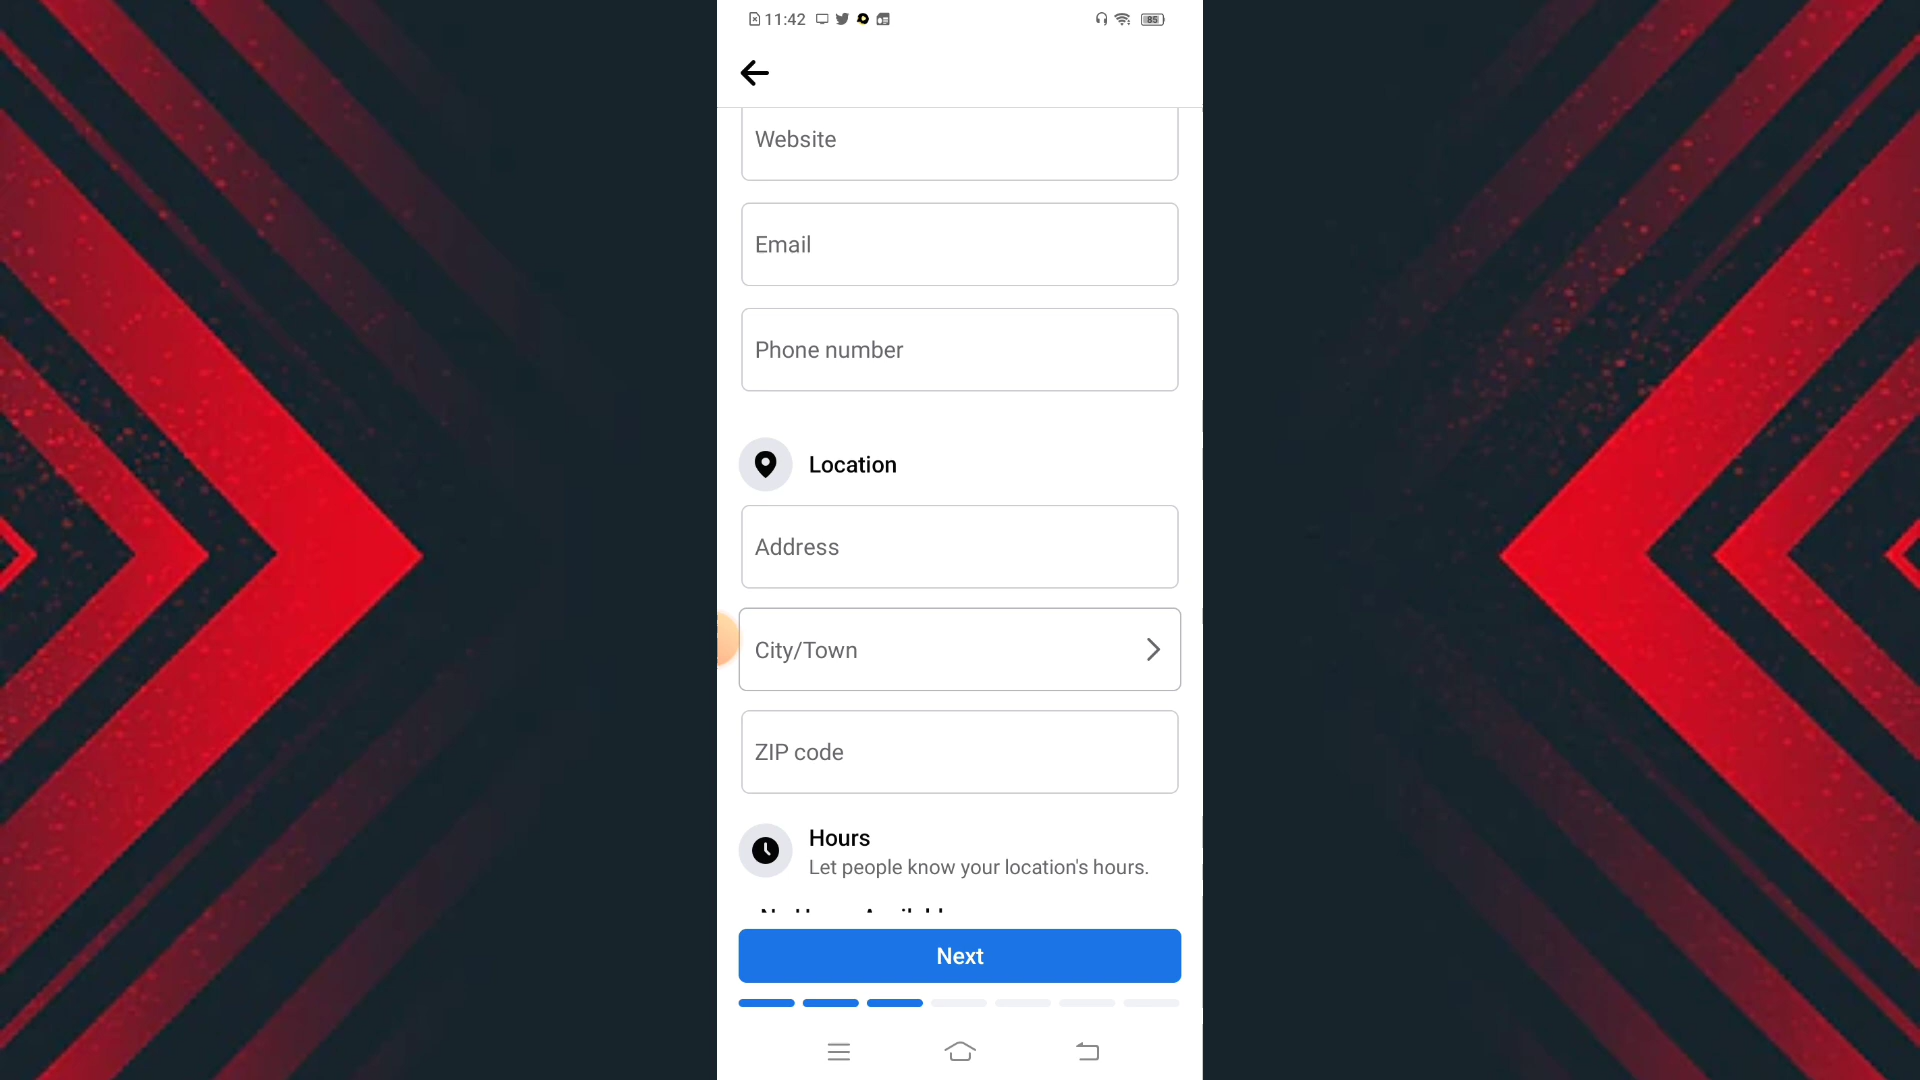 11:42
85
Website
Email
Phone number
Location
Address
City/Town
ZIP code
Hours
Let people know your location's hours.
Next